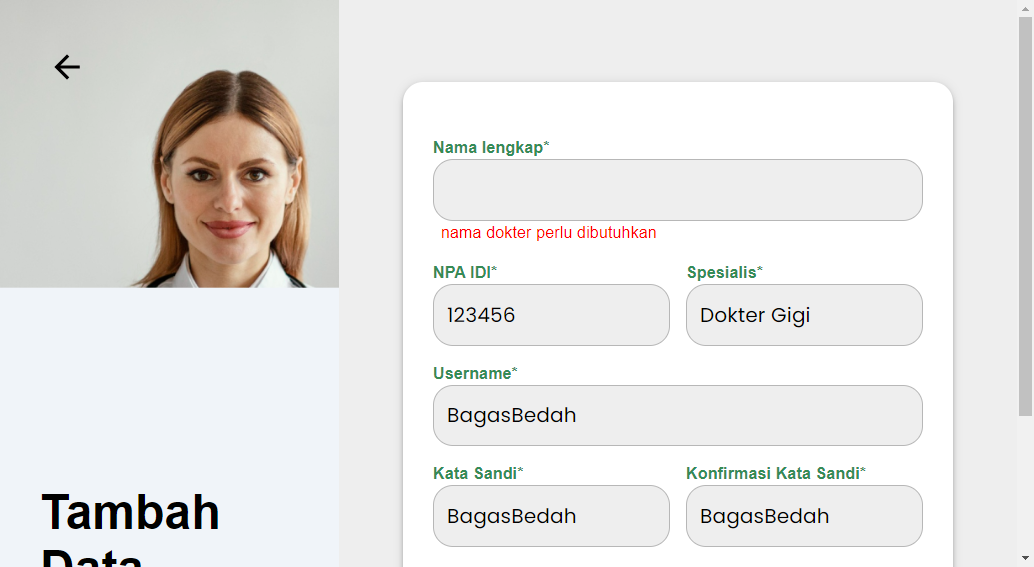 Nama lengkap*
nama dokter perlu dibutuhkan
NPA IDI*
Spesialis*
123456
Dokter Gigi
Username*
BagasBedah
Kata Sandi*
Konfirmasi Kata Sandi*
BagasBedah
BagasBedah
Tambah
Data